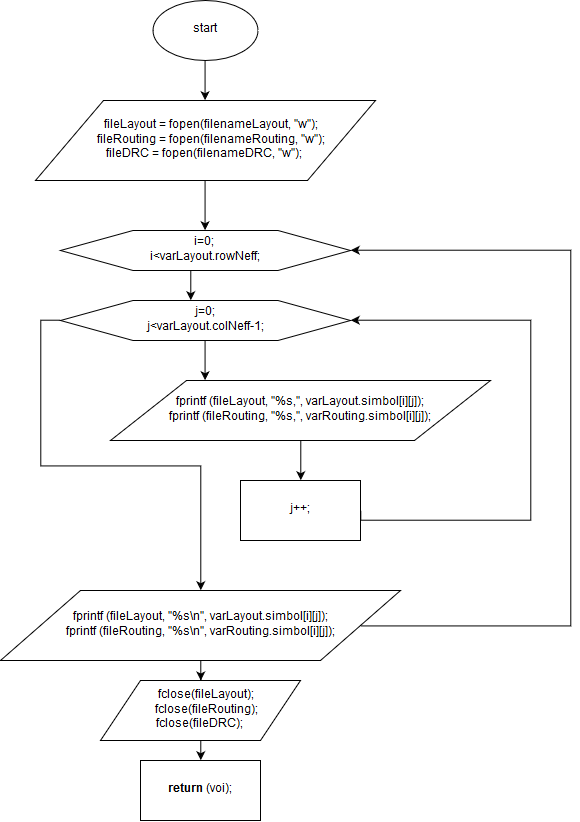 start
fileLayout = fopen(filenameLayout, "w");
fileRouting = fopen(filenameRouting, "w");
fileDRC = fopen(filenameDRC, "w");
i=0;
i<varLayout.rowNeff;
j=0;
j<varLayout.colNeff-1;
fprintf (fileLayout, "%s,", varLayout.simbol[i][j]);
fprintf (fileRouting, "%s,", varRouting.simbol[i][j]);
j++;
fprintf (fileLayout, "%s\n", varLayout.simbol[i][j]);
fprintf (fileRouting, "%s\n", varRouting.simbol[i][j]);
fclose(fileLayout);
fclose(fileRouting);
fclose(fileDRC);
return (voi);